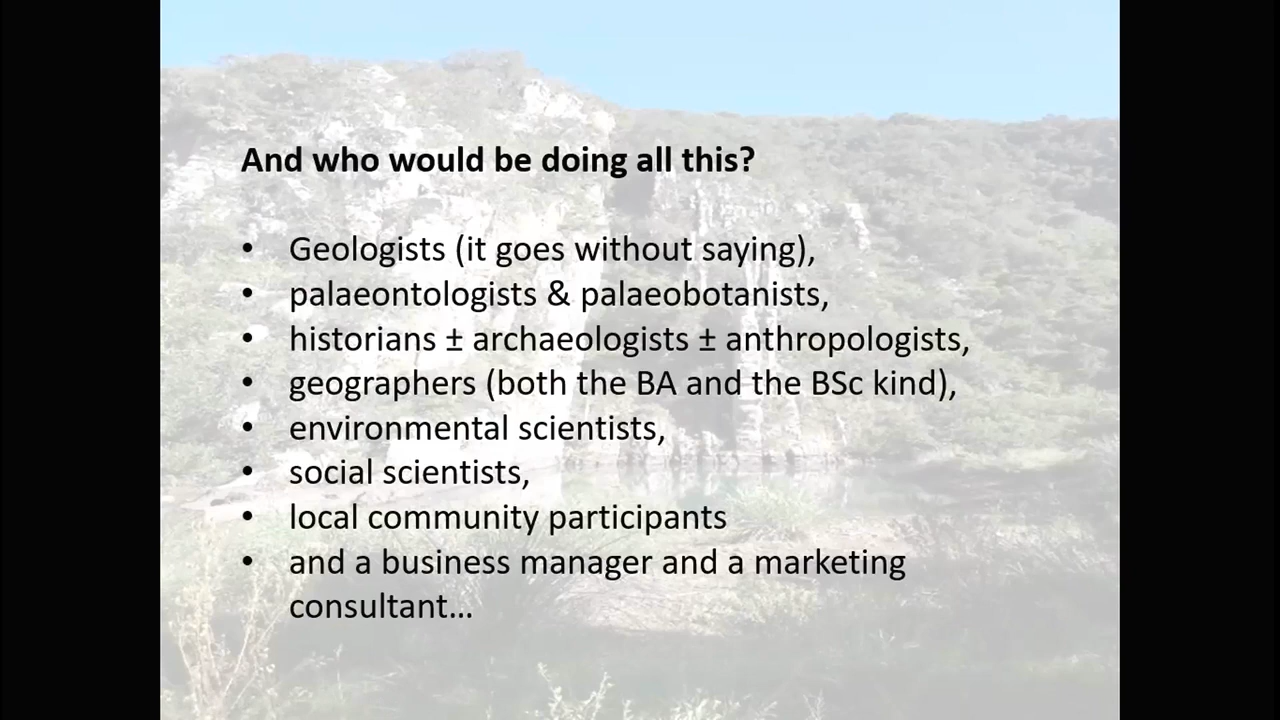 And who would be doing all this?
• Geologists (it goes without saying),
• palaeontologists & palaeobotanists,
• historians ± archaeologists ± anthropologists,
• geographers (both the BA and the BSc kind),
• environmental scientists,
• social scientists,
• local community participants
• and a business manager and a marketing
consultant…